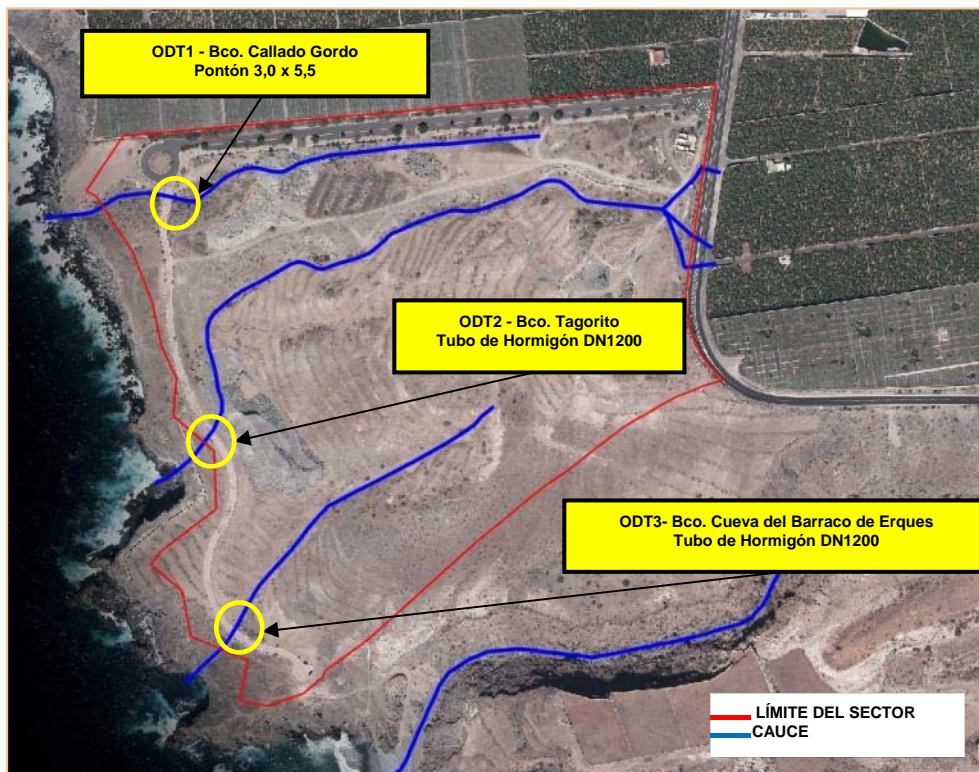 ODT1 - Bco. Callado Gordo
Pontón 3,0 x 5,5
ODT2 - Bco. Tagorito
Tubo de Hormigón DN1200
ODT3- Bco. Cueva del Barraco de Erques
Tubo de Hormigón DN1200
LÍMITE DEL SECTOR
CAUCE